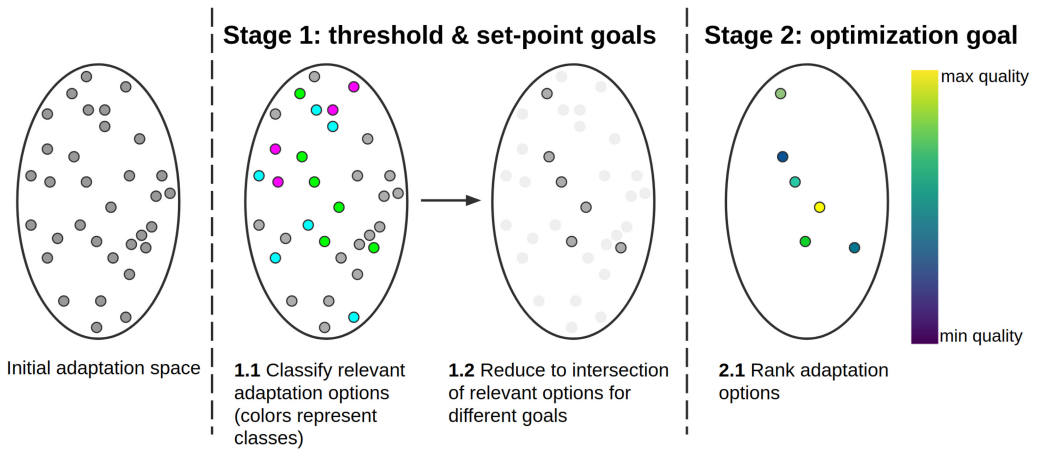 Stage 1: threshold & set-point goals
Stage 2: optimization goal
max quality
min quality
Initial adaptation space
1.1 Classify relevant
adaptation options
(colors represent
classes)
1.2 Reduce to intersection
of relevant options for
different goals
2.1 Rank adaptation
options